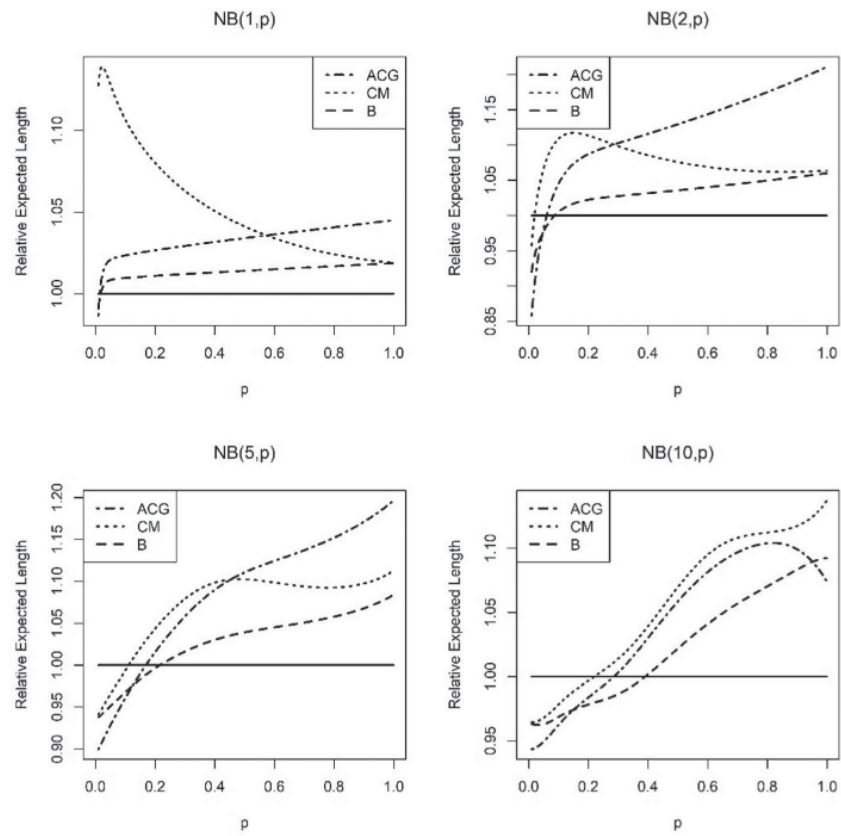 NB(1,p)
ACG
CM
B
Relative Expected Length
1.10
1.05
1.00
0.0 0.2 0.4 0.6 0.8 1.0
p
NB(2,p)
ACG
CM
B
Relative Expected Length
1.15
1.05
0.95
0.85
0.0 0.2 0.4 0.6 0.8 1.0
p
NB(5,p)
ACG
CM
B
Relative Expected Length
1.20
1.15
1.10
1.05
1.00
0.95
0.90
0.0 0.2 0.4 0.6 0.8 1.0
p
NB(10,p)
ACG
CM
B
Relative Expected Length
1.10
1.05
1.00
0.95
0.0 0.2 0.4 0.6 0.8 1.0
p